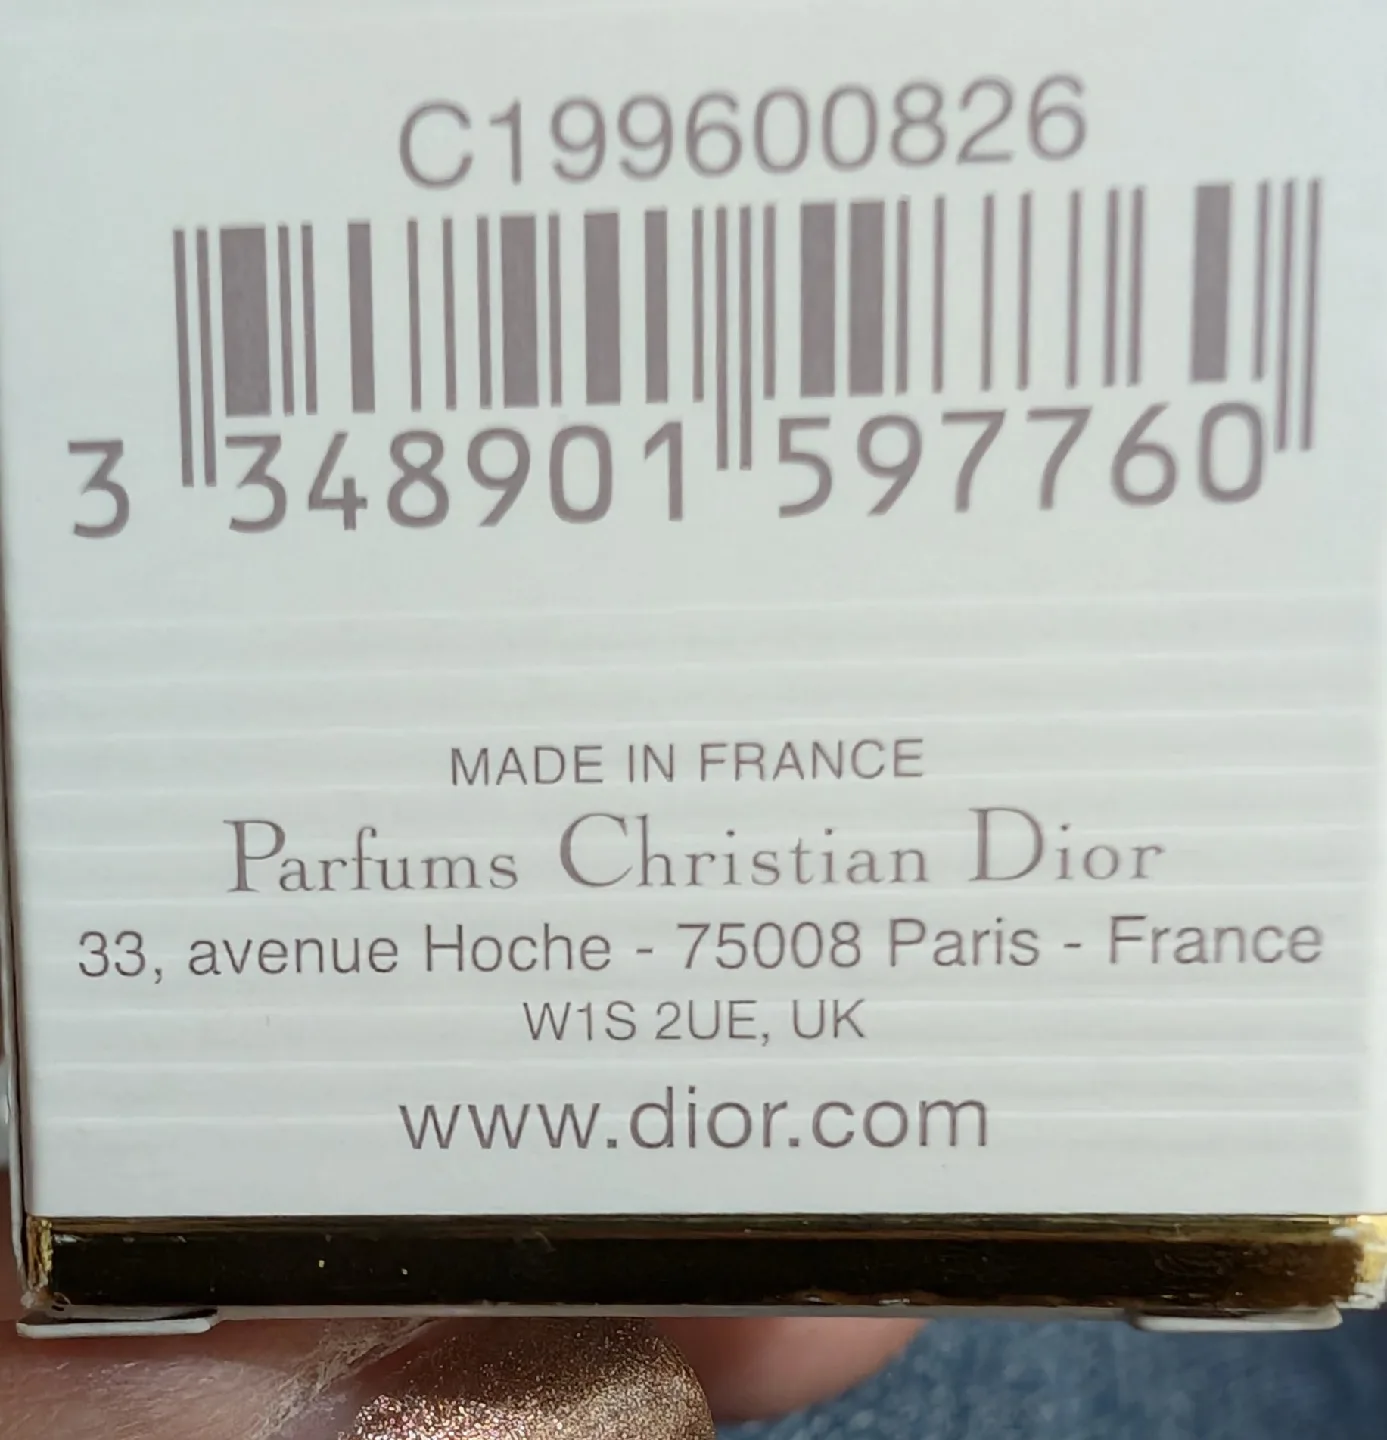 C199600826
3 348901 597760
MADE IN FRANCE
Parfums Christian Dior
33, avenue Hoche - 75008 Paris - France
W1S 2UE, UK
www.dior.com